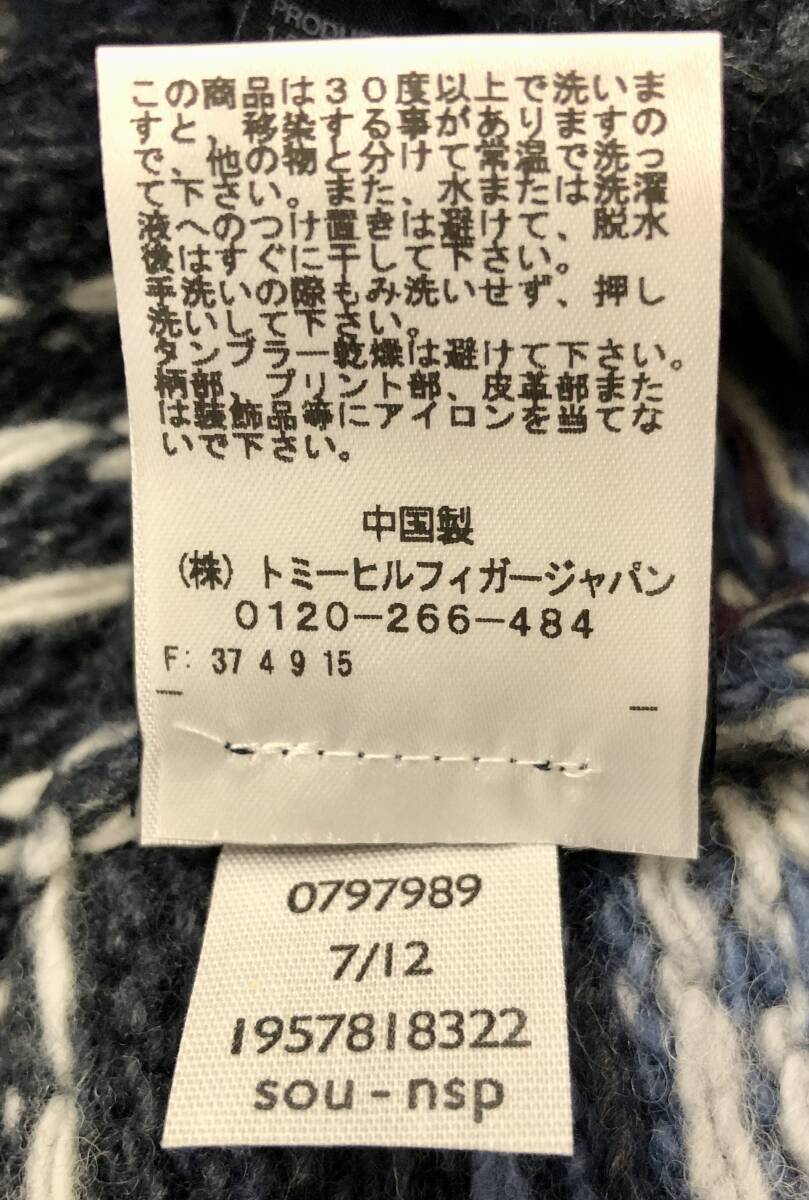 PRODU
この商品は30度以上で洗いま
すと、移染する事がありますの
で、他の物と分けて常温で洗っ
て下さい。また、水または洗濯
液へのつけ置きは避けて、脱水
後はすぐに干して下さい。
手洗いの際もみ洗いせず、押し
洗いして下さい。
タンブラー乾燥は避けて下さい。
柄部、プリント部、皮革部また
は装飾品等にアイロンを当てな
いで下さい。
中国製
(株)トミーヒルフィガージャパン
0120-266-484
F: 37 4 9 15
0797989
7/12
1957818322
sou-nsp